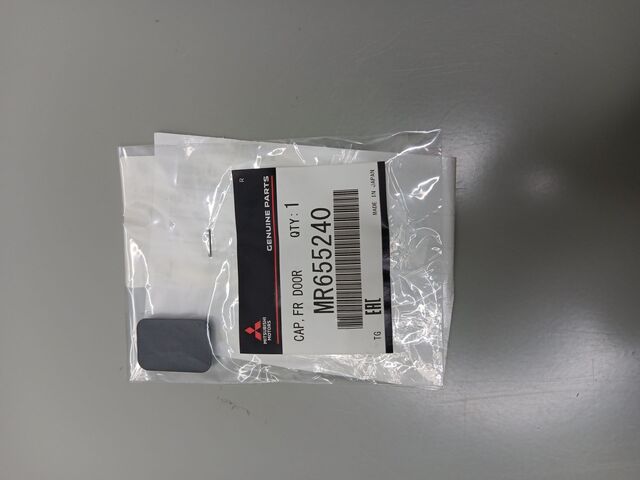 MITSUBISHI
MOTORS
GENUINE PARTS
R
CAP, FR DOOR QTY: 1
MR655240
EAC
MADE IN JAPAN
TG